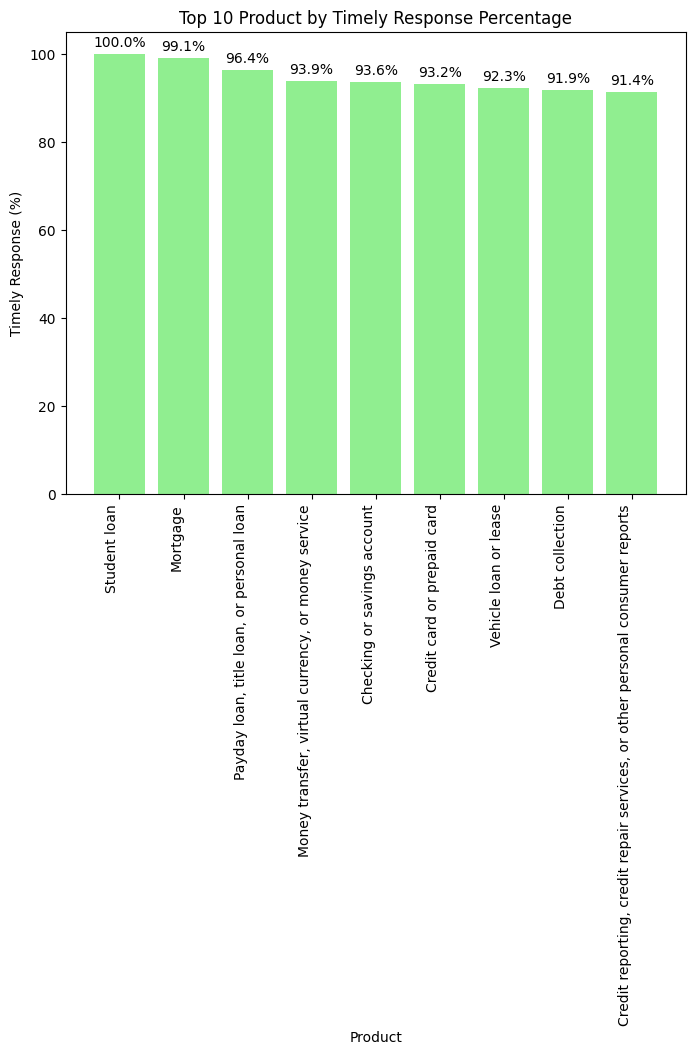 Top 10 Product by Timely Response Percentage
100.0%
99.1%
96.4%
93.9%
93.6%
93.2%
92.3%
91.9%
91.4%
100
80
60
40
20
0
Timely Response (%)
Student loan
Mortgage
Payday loan, title loan, or personal loan
Money transfer, virtual currency, or money service
Checking or savings account
Credit card or prepaid card
Vehicle loan or lease
Debt collection
Credit reporting, credit repair services, or other personal consumer reports
Product